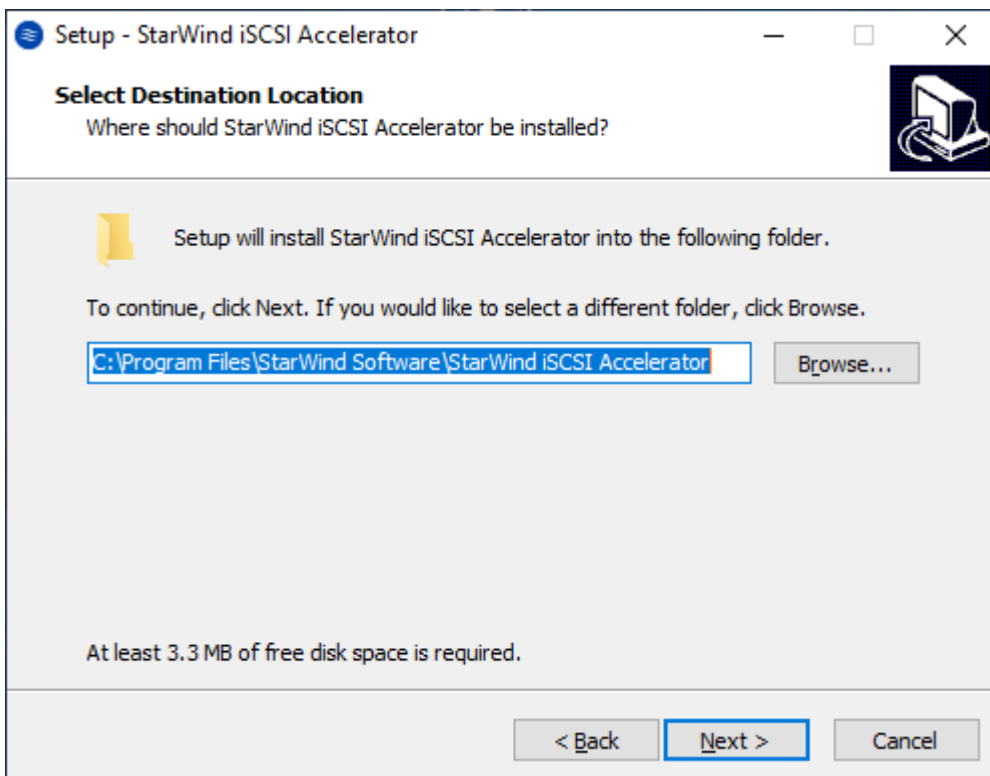 Setup - StarWind iSCSI Accelerator
Select Destination Location
Where should StarWind iSCSI Accelerator be installed?
Setup will install StarWind iSCSI Accelerator into the following folder.
To continue, click Next. If you would like to select a different folder, click Browse.
C:\Program Files\StarWind Software\StarWind iSCSI Accelerator
Browse...
At least 3.3 MB of free disk space is required.
< Back
Next >
Cancel